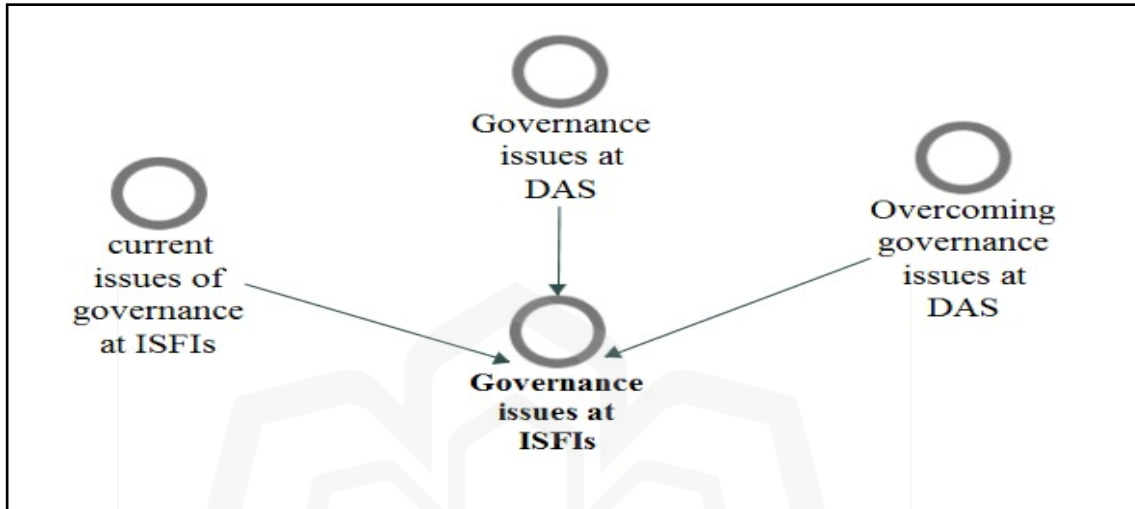 Governance
issues at
DAS
current
issues of
governance
at ISFIs
Overcoming
governance
issues at
DAS
Governance
issues at
ISFIs